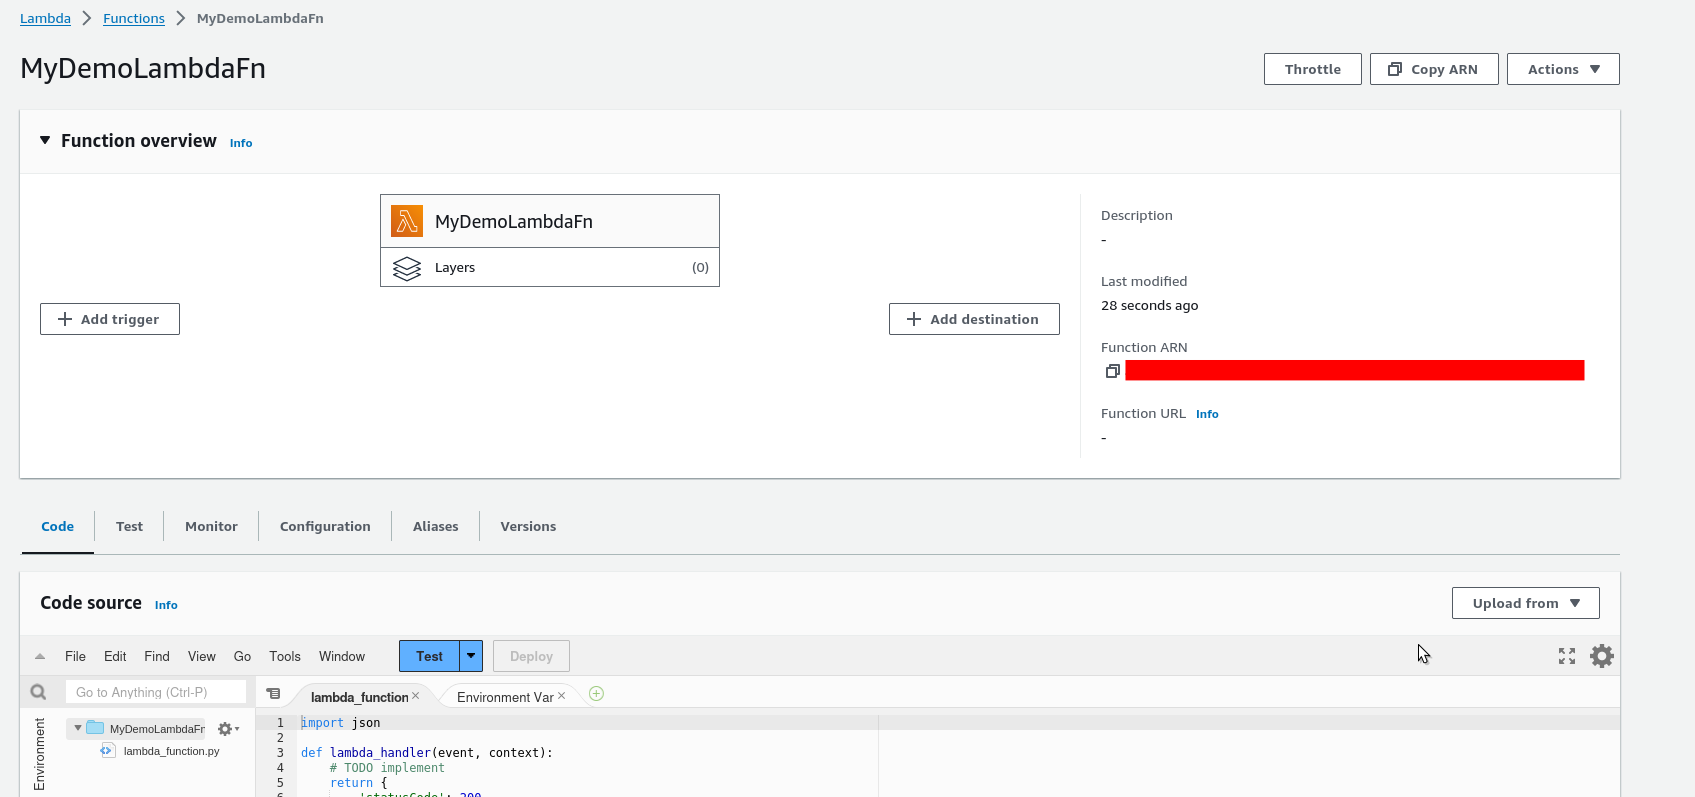 Lambda > Functions > MyDemoLambdaFn
MyDemoLambdaFn
Throttle
Copy ARN
Actions
Function overview Info
MyDemoLambdaFn
Layers (0)
Add trigger
Add destination
Description
-
Last modified
28 seconds ago
Function ARN
Function URL Info
-
Code
Test
Monitor
Configuration
Aliases
Versions
Code source Info
Upload from
File Edit Find View Go Tools Window
Test
Deploy
Go to Anything (Ctrl-P)
lambda_function
Environment Var
Environment
MyDemoLambdaFn
lambda_function.py
1 import json
2
3 def lambda_handler(event, context):
4 # TODO implement
5 return {
6 'statusCode': 200